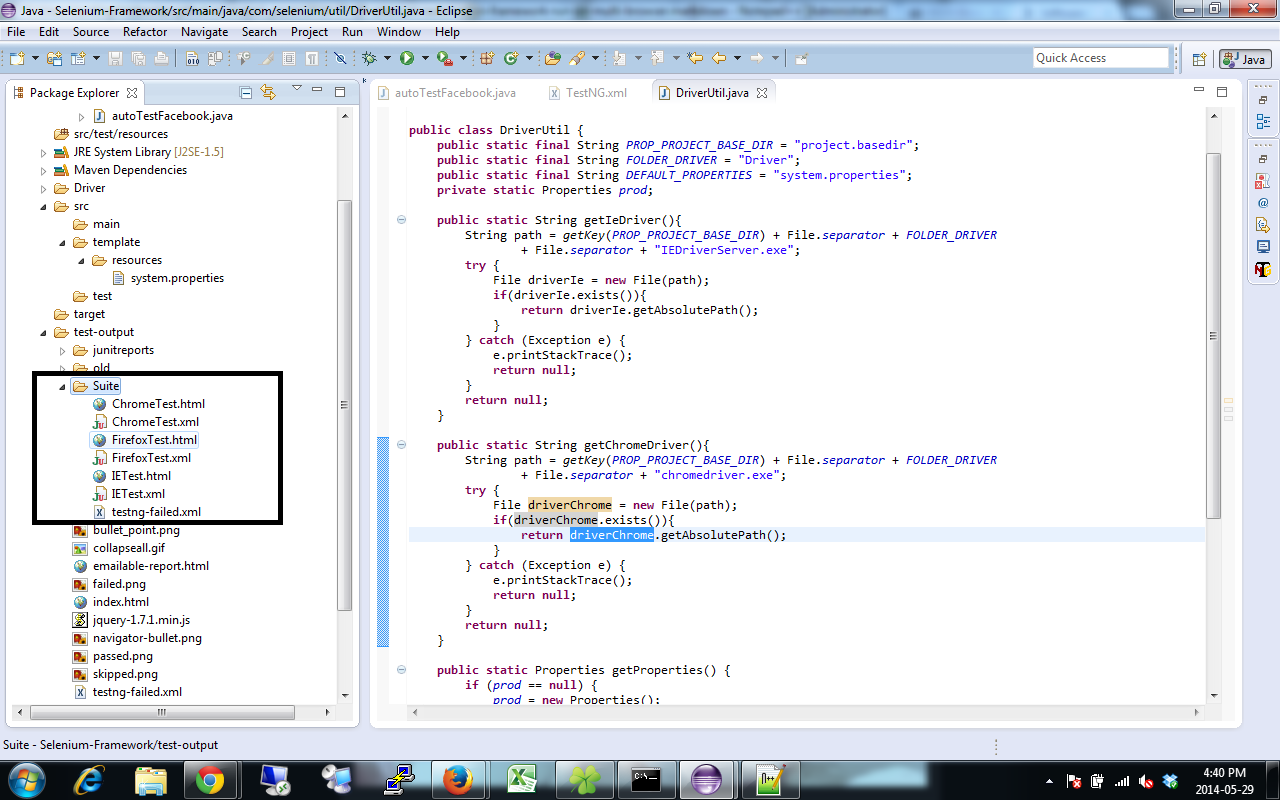 Java - Selenium-Framework/src/main/java/com/selenium/util/DriverUtil.java - Eclipse
File Edit Source Refactor Navigate Search Project Run Window Help
Quick Access
Java
Package Explorer
autoTestFacebook.java
src/test/resources
JRE System Library [J2SE-1.5]
Maven Dependencies
Driver
src
main
template
resources
system.properties
test
target
test-output
junitreports
old
Suite
ChromeTest.html
ChromeTest.xml
FirefoxTest.html
FirefoxTest.xml
IETest.html
IETest.xml
testng-failed.xml
bullet_point.png
collapseall.gif
emailable-report.html
failed.png
index.html
jquery-1.7.1.min.js
navigator-bullet.png
passed.png
skipped.png
testng-failed.xml
autoTestFacebook.java TestNG.xml DriverUtil.java
public class DriverUtil {
public static final String PROP_PROJECT_BASE_DIR = "project.basedir";
public static final String FOLDER_DRIVER = "Driver";
public static final String DEFAULT_PROPERTIES = "system.properties";
private static Properties prod;
public static String getIeDriver(){
String path = getKey(PROP_PROJECT_BASE_DIR) + File.separator + FOLDER_DRIVER
+ File.separator + "IEDriverServer.exe";
try {
File driverIe = new File(path);
if(driverIe.exists()){
return driverIe.getAbsolutePath();
}
} catch (Exception e) {
e.printStackTrace();
return null;
}
return null;
}
public static String getChromeDriver(){
String path = getKey(PROP_PROJECT_BASE_DIR) + File.separator + FOLDER_DRIVER
+ File.separator + "chromedriver.exe";
try {
File driverChrome = new File(path);
if(driverChrome.exists()){
return driverChrome.getAbsolutePath();
}
} catch (Exception e) {
e.printStackTrace();
return null;
}
return null;
}
public static Properties getProperties() {
if (prod == null) {
prod = new Properties();
Suite - Selenium-Framework/test-output
4:40 PM
2014-05-29